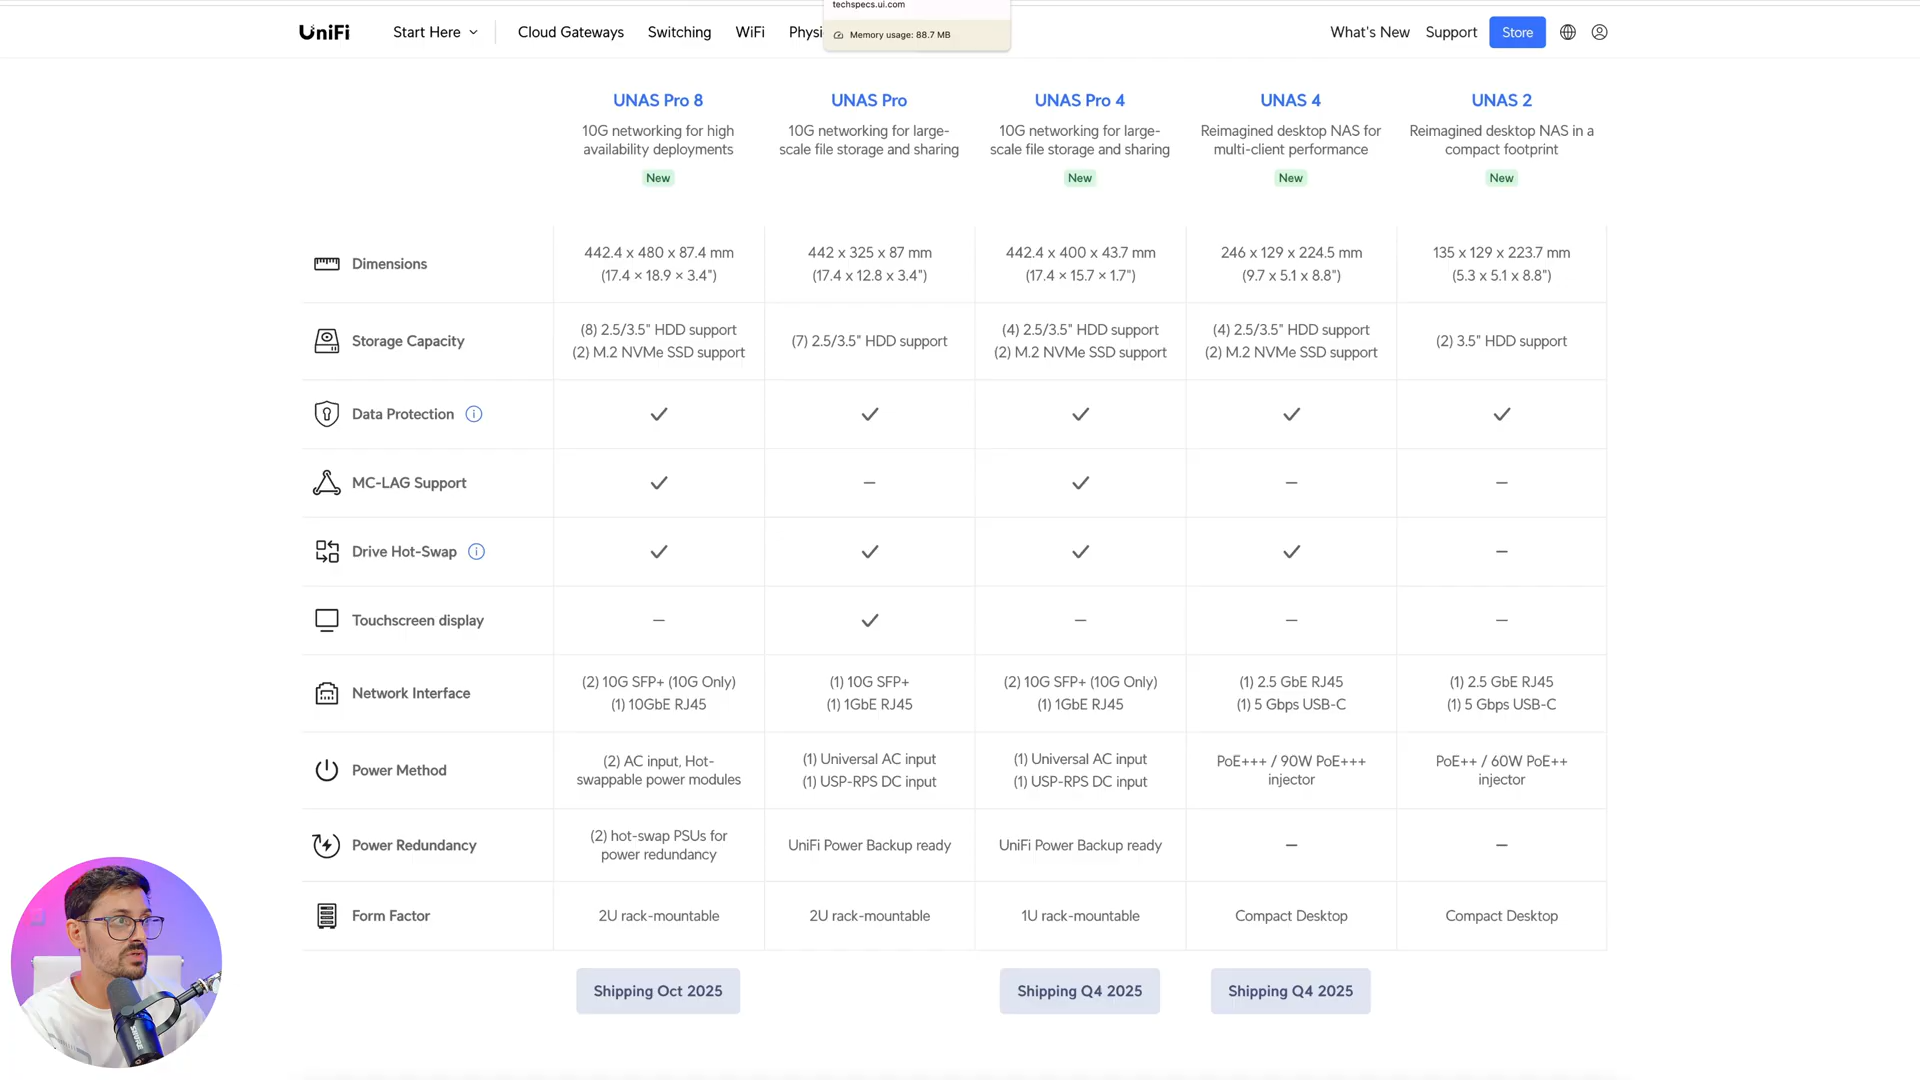 techspecs.ui.com
Memory usage: 88.7 MB
UniFi
Start Here
Cloud Gateways
Switching
WiFi
Physi
What's New
Support
Store
UNAS Pro 8
10G networking for high
availability deployments
New
UNAS Pro
10G networking for large-
scale file storage and sharing
UNAS Pro 4
10G networking for large-
scale file storage and sharing
New
UNAS 4
Reimagined desktop NAS for
multi-client performance
New
UNAS 2
Reimagined desktop NAS in a
compact footprint
New
Dimensions
442.4 x 480 x 87.4 mm
(17.4 × 18.9 × 3.4")
442 x 325 x 87 mm
(17.4 x 12.8 x 3.4")
442.4 x 400 x 43.7 mm
(17.4 × 15.7 × 1.7")
246 x 129 x 224.5 mm
(9.7 x 5.1 x 8.8")
135 x 129 x 223.7 mm
(5.3 x 5.1 x 8.8")
Storage Capacity
(8) 2.5/3.5" HDD support
(2) M.2 NVMe SSD support
(7) 2.5/3.5" HDD support
(4) 2.5/3.5" HDD support
(2) M.2 NVMe SSD support
(4) 2.5/3.5" HDD support
(2) M.2 NVMe SSD support
(2) 3.5" HDD support
Data Protection
MC-LAG Support
Drive Hot-Swap
Touchscreen display
Network Interface
(2) 10G SFP+ (10G Only)
(1) 10GbE RJ45
(1) 10G SFP+
(1) 1GbE RJ45
(2) 10G SFP+ (10G Only)
(1) 1GbE RJ45
(1) 2.5 GbE RJ45
(1) 5 Gbps USB-C
(1) 2.5 GbE RJ45
(1) 5 Gbps USB-C
Power Method
(2) AC input, Hot-
swappable power modules
(1) Universal AC input
(1) USP-RPS DC input
(1) Universal AC input
(1) USP-RPS DC input
PoE+++ / 90W PoE+++
injector
PoE++ / 60W PoE++
injector
Power Redundancy
(2) hot-swap PSUs for
power redundancy
UniFi Power Backup ready
UniFi Power Backup ready
Form Factor
2U rack-mountable
2U rack-mountable
1U rack-mountable
Compact Desktop
Compact Desktop
Shipping Oct 2025
Shipping Q4 2025
Shipping Q4 2025
SHURE